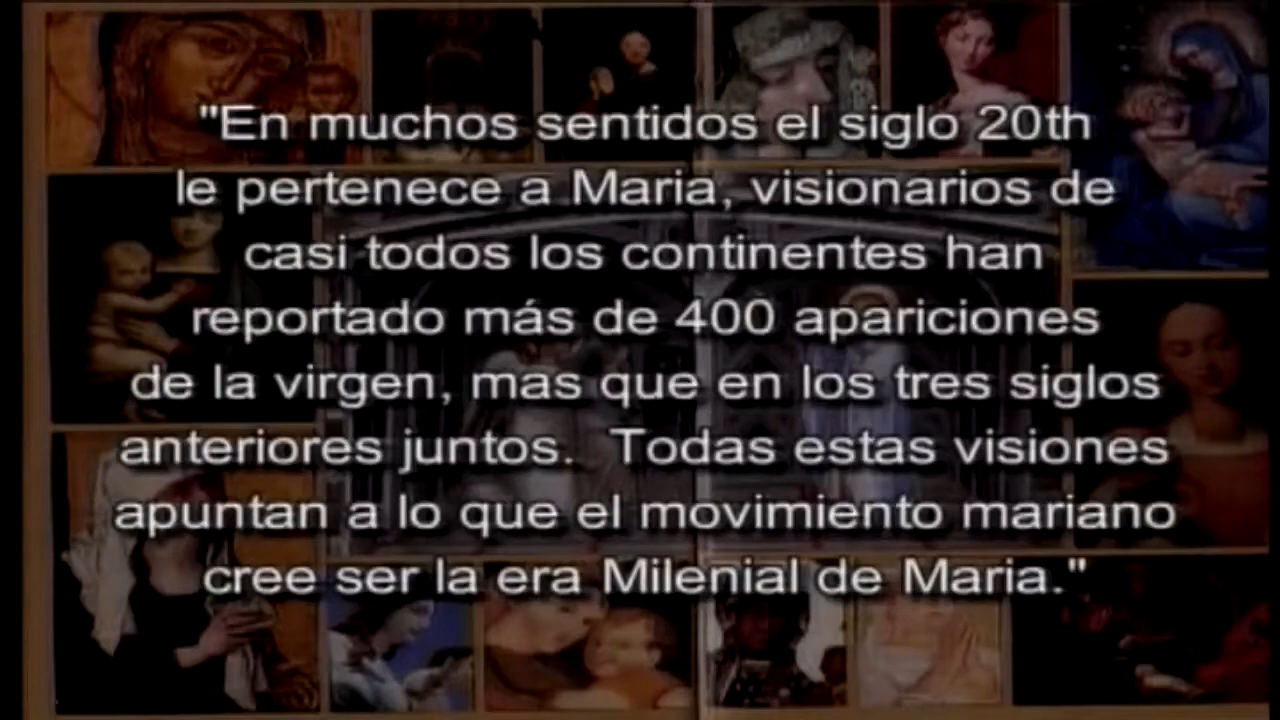 "En muchos sentidos el siglo 20th
le pertenece a Maria, visionarios de
casi todos los continentes han
reportado más de 400 apariciones
de la virgen, mas que en los tres siglos
anteriores juntos.  Todas estas visiones
apuntan a lo que el movimiento mariano
cree ser la era Milenial de Maria."